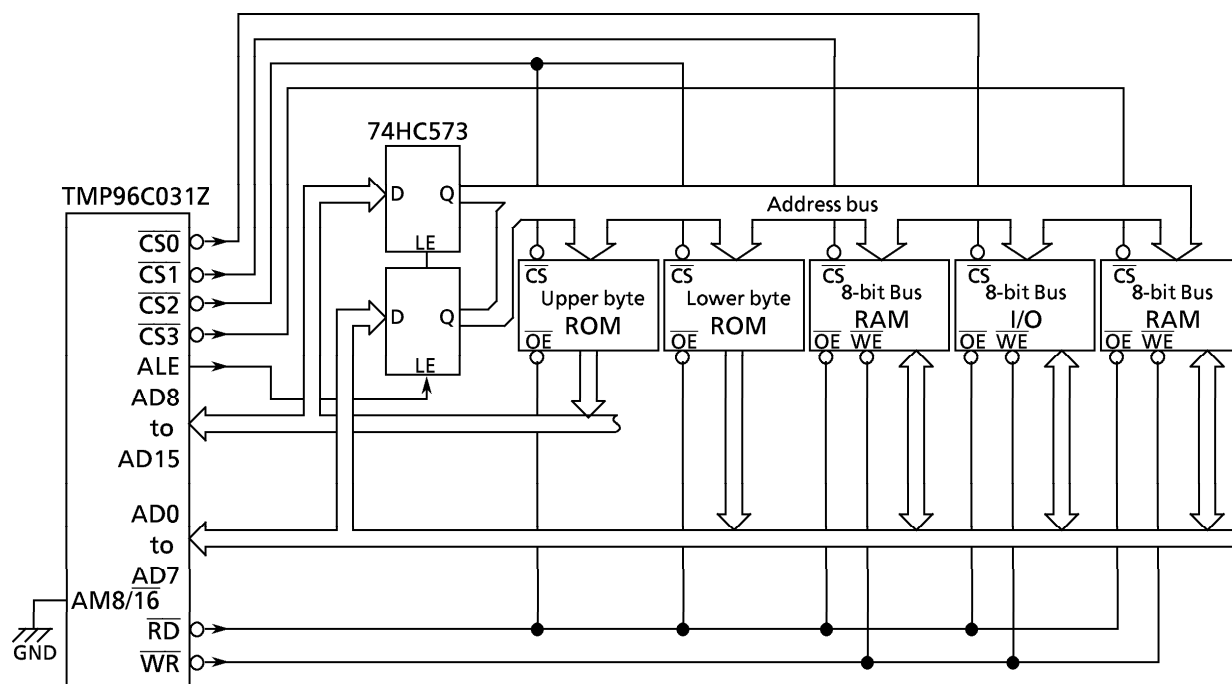 74HC573
TMP96C031Z
D Q
Address bus
CS0
LE
CS1
CS CS CS CS CS
CS2
Upper byte Lower byte 8-bit Bus 8-bit Bus 8-bit Bus
D Q
ROM ROM RAM I/O RAM
CS3
OE OE OE WE OE WE OE WE
ALE
LE
AD8
to
AD15
AD0
to
AD7
AM8/16
RD
GND
WR